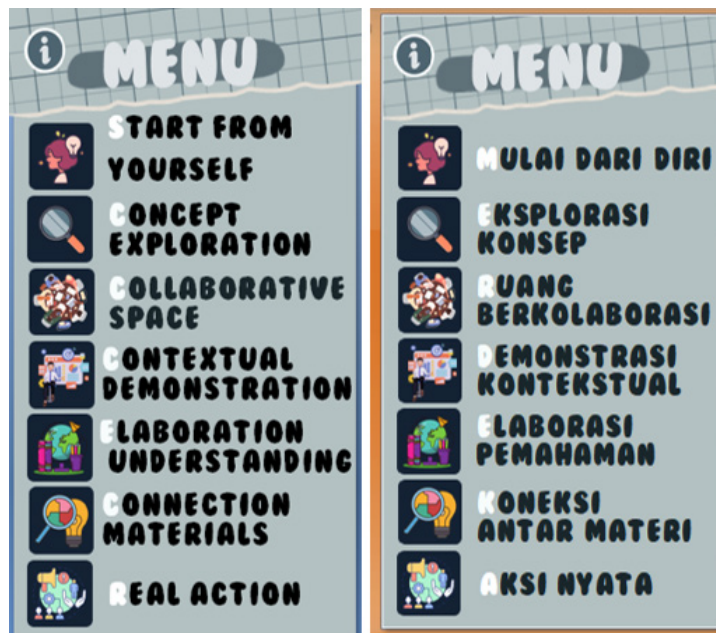 i
MENU
START FROM
YOURSELF
CONCEPT
EXPLORATION
COLLABORATIVE
SPACE
CONTEXTUAL
DEMONSTRATION
ELABORATION
UNDERSTANDING
CONNECTION
MATERIALS
REAL ACTION
i
MENU
MULAI DARI DIRI
EKSPLORASI
KONSEP
RUANG
BERKOLABORASI
DEMONSTRASI
KONTEKSTUAL
ELABORASI
PEMAHAMAN
KONEKSI
ANTAR MATERI
AKSI NYATA